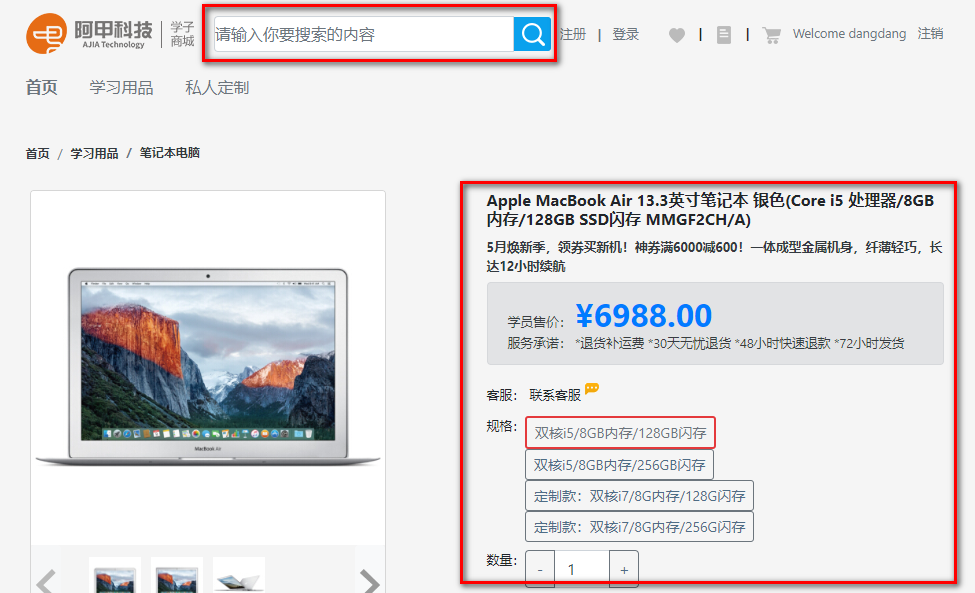 阿甲科技
AJIA Technology
学子
商城
请输入你要搜索的内容
注册 | 登录 | | Welcome dangdang 注销
首页 学习用品 私人定制
首页 / 学习用品 / 笔记本电脑
Apple MacBook Air 13.3英寸笔记本 银色(Core i5 处理器/8GB
内存/128GB SSD闪存 MMGF2CH/A)
5月焕新季，领券买新机！神券满6000减600！一体成型金属机身，纤薄轻巧，长
达12小时续航
学员售价： ¥6988.00
服务承诺： *退货补运费 *30天无忧退货 *48小时快速退款 *72小时发货
客服： 联系客服
规格： 双核i5/8GB内存/128GB闪存
双核i5/8GB内存/256GB闪存
定制款：双核i7/8G内存/128G闪存
定制款：双核i7/8G内存/256G闪存
数量： - 1 +
MacBook Air